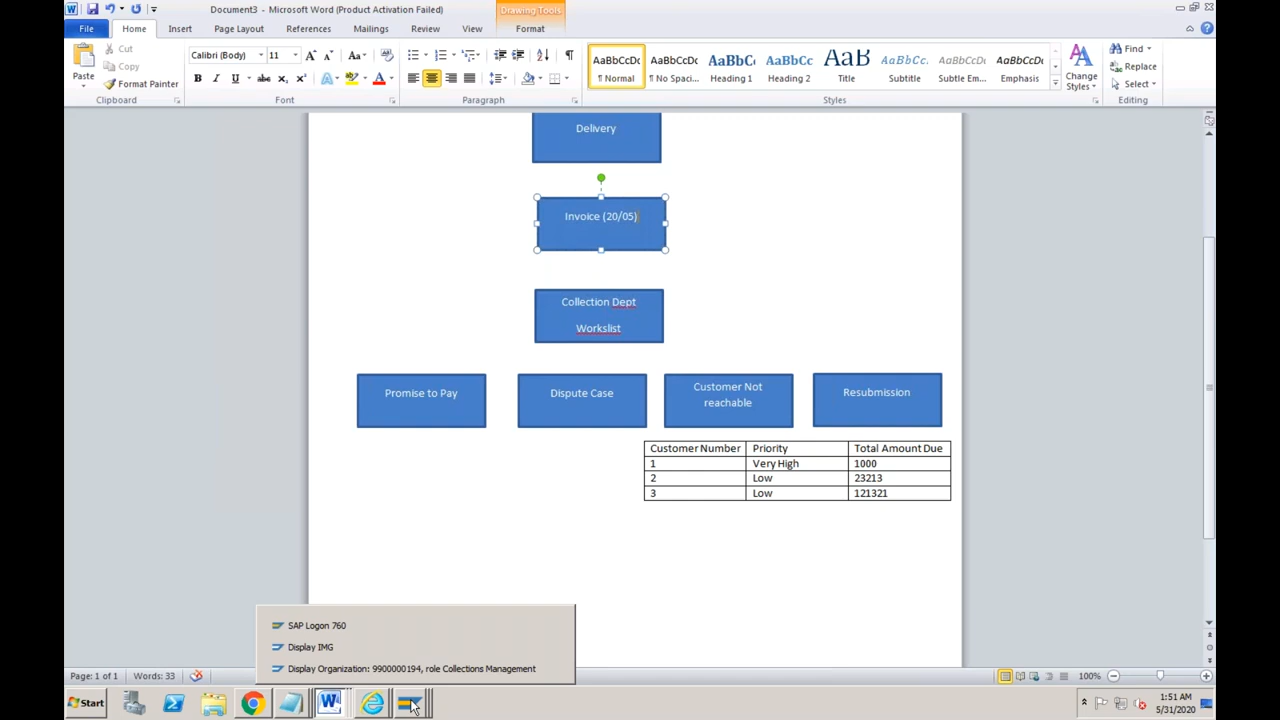 Document3 - Microsoft Word (Product Activation Failed)
Drawing Tools
File
Home
Insert
Page Layout
References
Mailings
Review
View
Format
Paste
Cut
Copy
Format Painter
Clipboard
Calibri (Body)
11
Font
Paragraph
AaBbCcDc
¶ Normal
AaBbCcDc
¶ No Spaci...
AaBbC
Heading 1
AaBbCc
Heading 2
AaB
Title
AaBbCc.
Subtitle
AaBbCcDc
Subtle Em...
AaBbCcDc
Emphasis
Styles
Change
Styles
Find
Replace
Select
Editing
Delivery
Invoice (20/05)
Collection Dept
Workslist
Promise to Pay
Dispute Case
Customer Not
reachable
Resubmission
Customer Number Priority Total Amount Due
1 Very High 1000
2 Low 23213
3 Low 121321
SAP Logon 760
Display IMG
Display Organization: 9900000194, role Collections Management
Page: 1 of 1
Words: 33
100%
Start
1:51 AM
5/31/2020